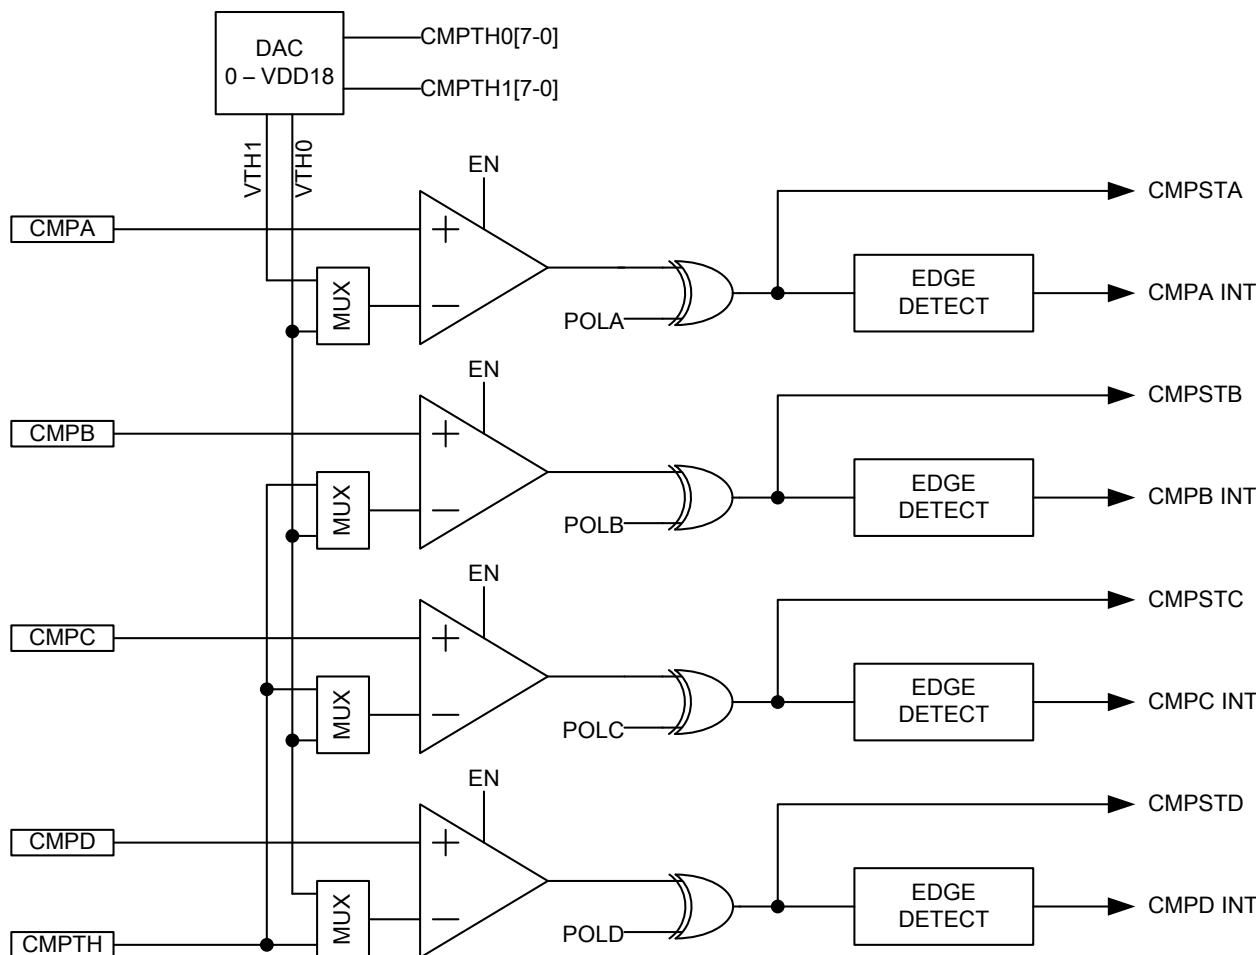 DAC
0 – VDD18
CMPTH0[7-0]
CMPTH1[7-0]
VTH1
VTH0
EN
CMPSTA
CMPA
+
−
MUX
POLA
EDGE
DETECT
CMPA INT
EN
CMPSTB
CMPB
+
−
MUX
POLB
EDGE
DETECT
CMPB INT
EN
CMPSTC
CMPC
+
−
MUX
POLC
EDGE
DETECT
CMPC INT
EN
CMPSTD
CMPD
+
−
MUX
POLD
EDGE
DETECT
CMPD INT
CMPTH